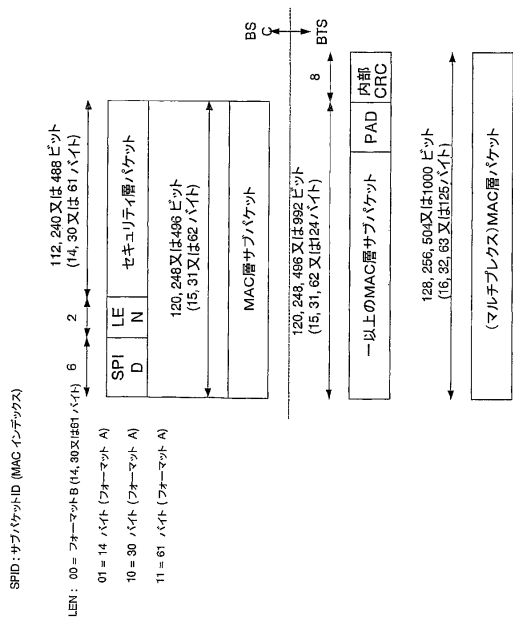 SPID : サブパケットID (MAC インデックス)
LEN : 00 = フォーマット B (14, 30又は61 バイト)
01 = 14 バイト (フォーマット A)
10 = 30 バイト (フォーマット A)
11 = 61 バイト (フォーマット A)
112, 240 又は 488 ビット
(14, 30 又は 61 バイト)
6
2
SPI
D
LE
N
セキュリティ層パケット
120, 248又は496 ビット
(15, 31又は62 バイト)
MAC層サブパケット
BS
C
BTS
120, 248, 496 又は 992 ビット
(15, 31, 62 又は124 バイト)
8
一以上のMAC層サブパケット
PAD
内部
CRC
128, 256, 504又は1000 ビット
(16, 32, 63 又は125バイト)
(マルチプレクス) MAC層パケット